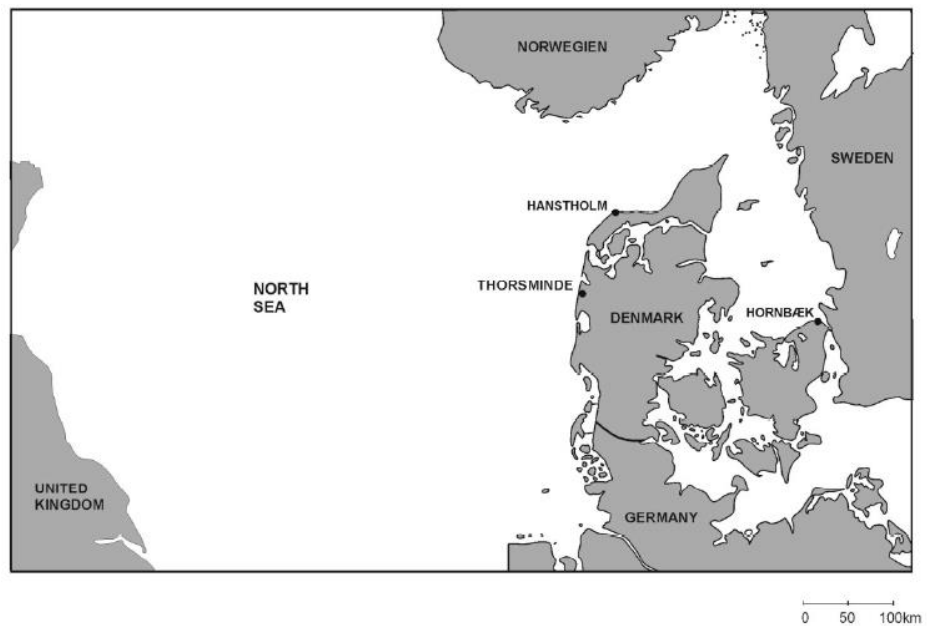 NORWEGIEN
SWEDEN
HANSTHOLM
THORSMINDE
NORTH
SEA
DENMARK
HORNBÆK
UNITED
KINGDOM
GERMANY
0 50 100km